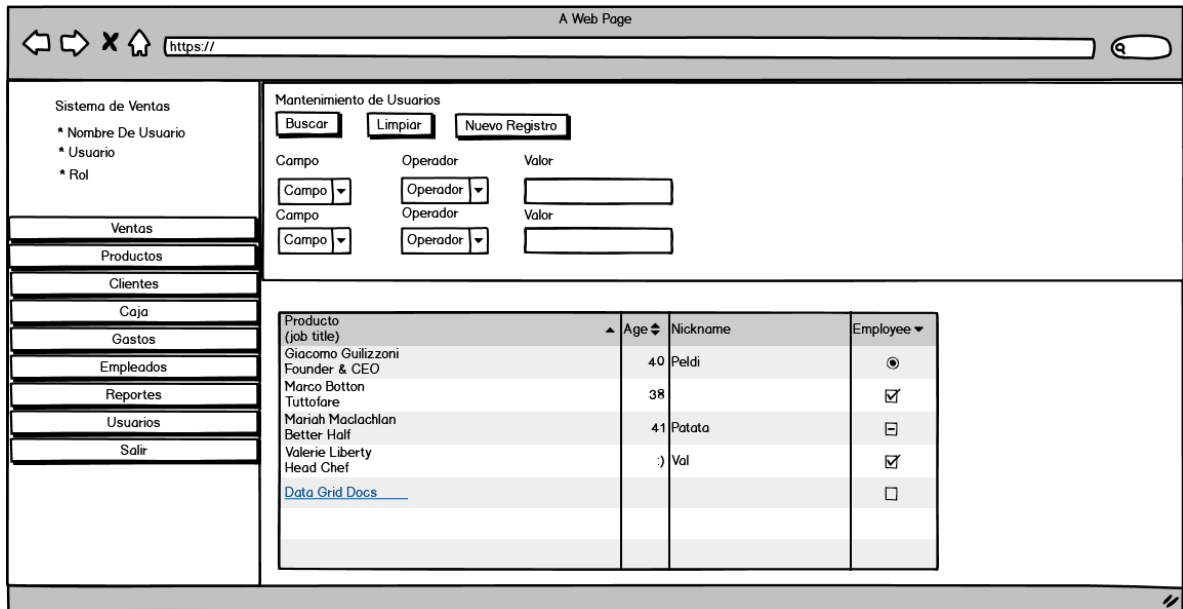 A Web Page
https://
Sistema de Ventas
* Nombre De Usuario
* Usuario
* Rol
Ventas
Productos
Clientes
Caja
Gastos
Empleados
Reportes
Usuarios
Salir
Mantenimiento de Usuarios
Buscar Limpiar Nuevo Registro
Campo Operador Valor
Campo Operador
Campo Operador Valor
Campo Operador
Producto
(job title) Age Nickname Employee
Giacomo Guilizzoni
Founder & CEO 40 Peldi
Marco Botton
Tuttofare 38
Mariah Maclachlan
Better Half 41 Patata
Valerie Liberty
Head Chef :) Val
Data Grid Docs